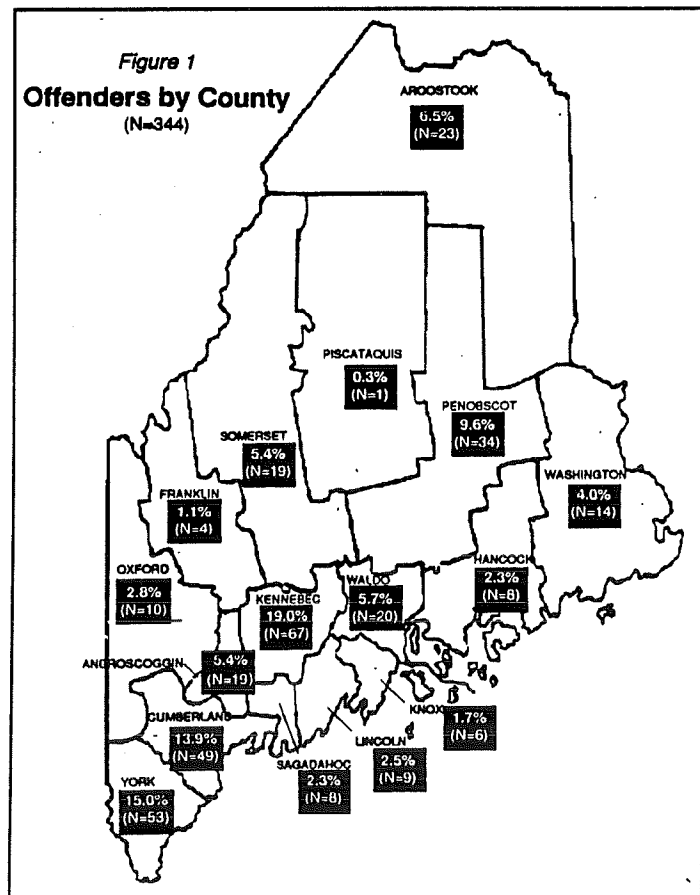 Figure 1
Offenders by County
(N=344)
AROOSTOOK
6.5%
(N=23)
PISCATAQUIS
0.3%
(N=1)
PENOBSCOT
9.6%
(N=34)
SOMERSET
5.4%
(N=19)
WASHINGTON
4.0%
(N=14)
FRANKLIN
1.1%
(N=4)
OXFORD
2.8%
(N=10)
KENNEBEC
19.0%
(N=67)
WALDO
5.7%
(N=20)
HANCOCK
2.3%
(N=8)
ANDROSCOGGIN
5.4%
(N=19)
KNOX
1.7%
(N=6)
CUMBERLAND
13.9%
(N=49)
LINCOLN
2.5%
(N=9)
SAGADAHOC
2.3%
(N=8)
YORK
15.0%
(N=53)